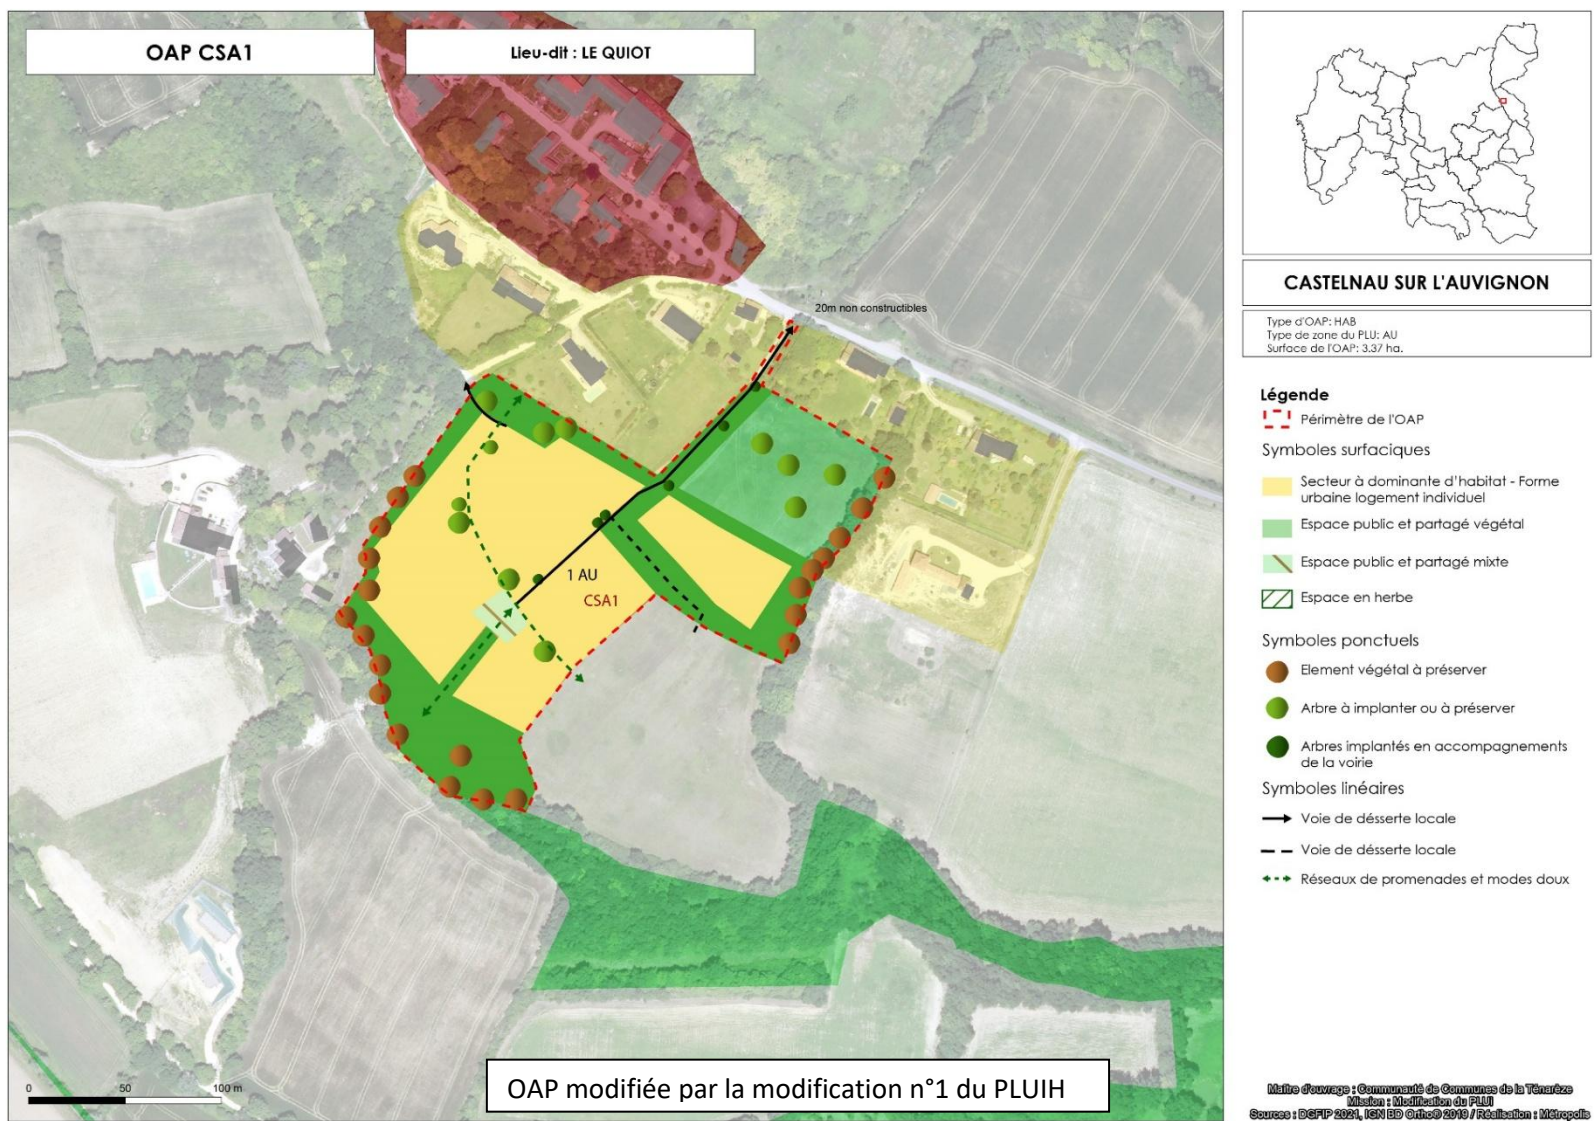 OAP CSA1
Lieu-dit : LE QUIOT
20m non constructibles
1 AU
CSA1
0 50 100 m
OAP modifiée par la modification n°1 du PLUIH
CASTELNAU SUR L'AUVIGNON
Type d'OAP: HAB
Type de zone du PLU: AU
Surface de l'OAP: 3.37 ha.
Légende
Périmètre de l'OAP
Symboles surfaciques
Secteur à dominante d'habitat - Forme
urbaine logement individuel
Espace public et partagé végétal
Espace public et partagé mixte
Espace en herbe
Symboles ponctuels
Element végétal à préserver
Arbre à implanter ou à préserver
Arbres implantés en accompagnements
de la voirie
Symboles linéaires
Voie de désserte locale
Voie de désserte locale
Réseaux de promenades et modes doux
Maître d'ouvrage : Communauté de Communes de la Ténarèze
Mission : Modification du PLUi
Sources : DGFIP 2021, IGN BD Ortho® 2019 / Réalisation : Métropolis